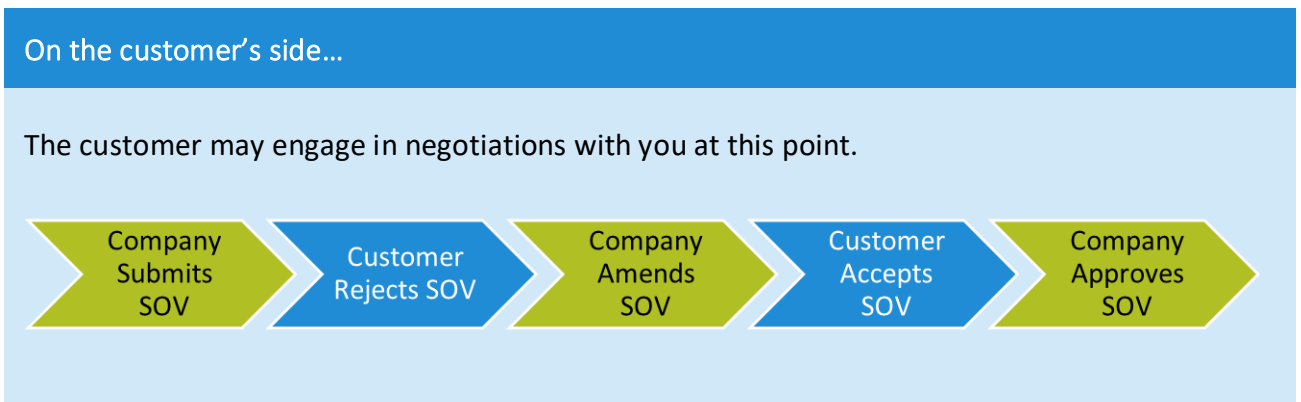 On the customer’s side…
The customer may engage in negotiations with you at this point.
Company
Submits
SOV
Customer
Rejects SOV
Company
Amends
SOV
Customer
Accepts
SOV
Company
Approves
SOV